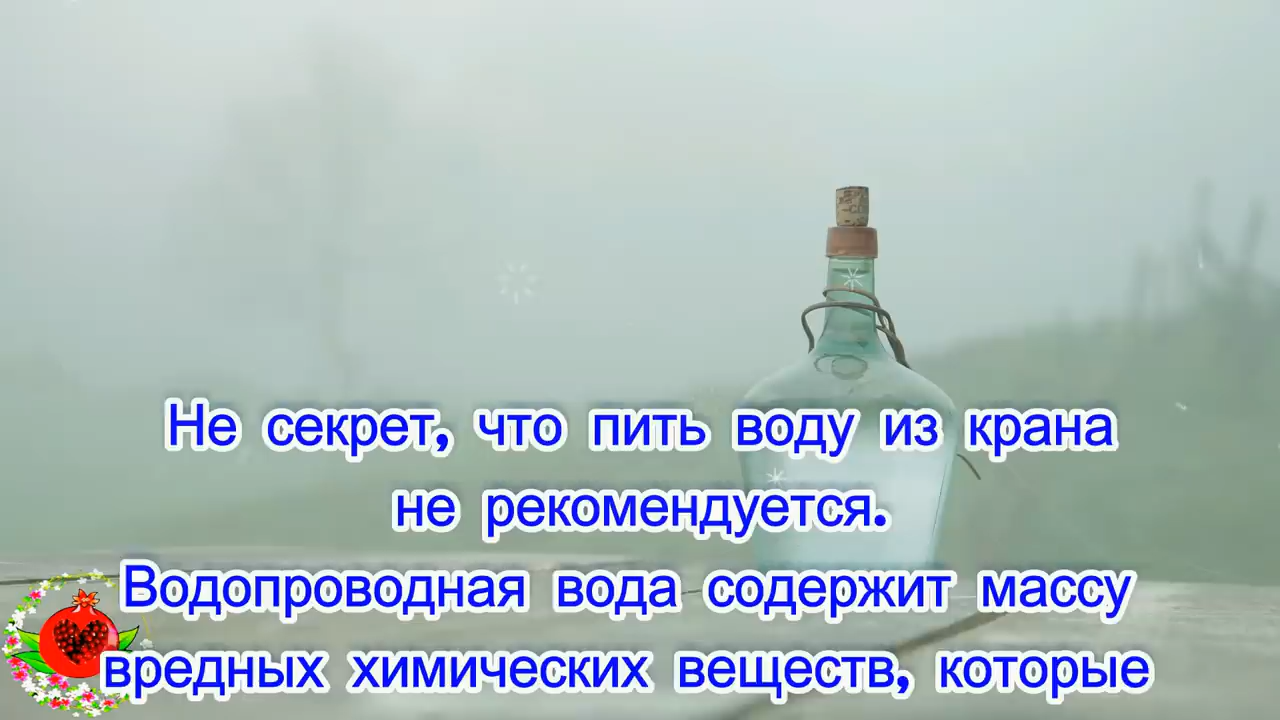 Не секрет, что пить воду из крана
не рекомендуется.
Водопроводная вода содержит массу
вредных химических веществ, которые